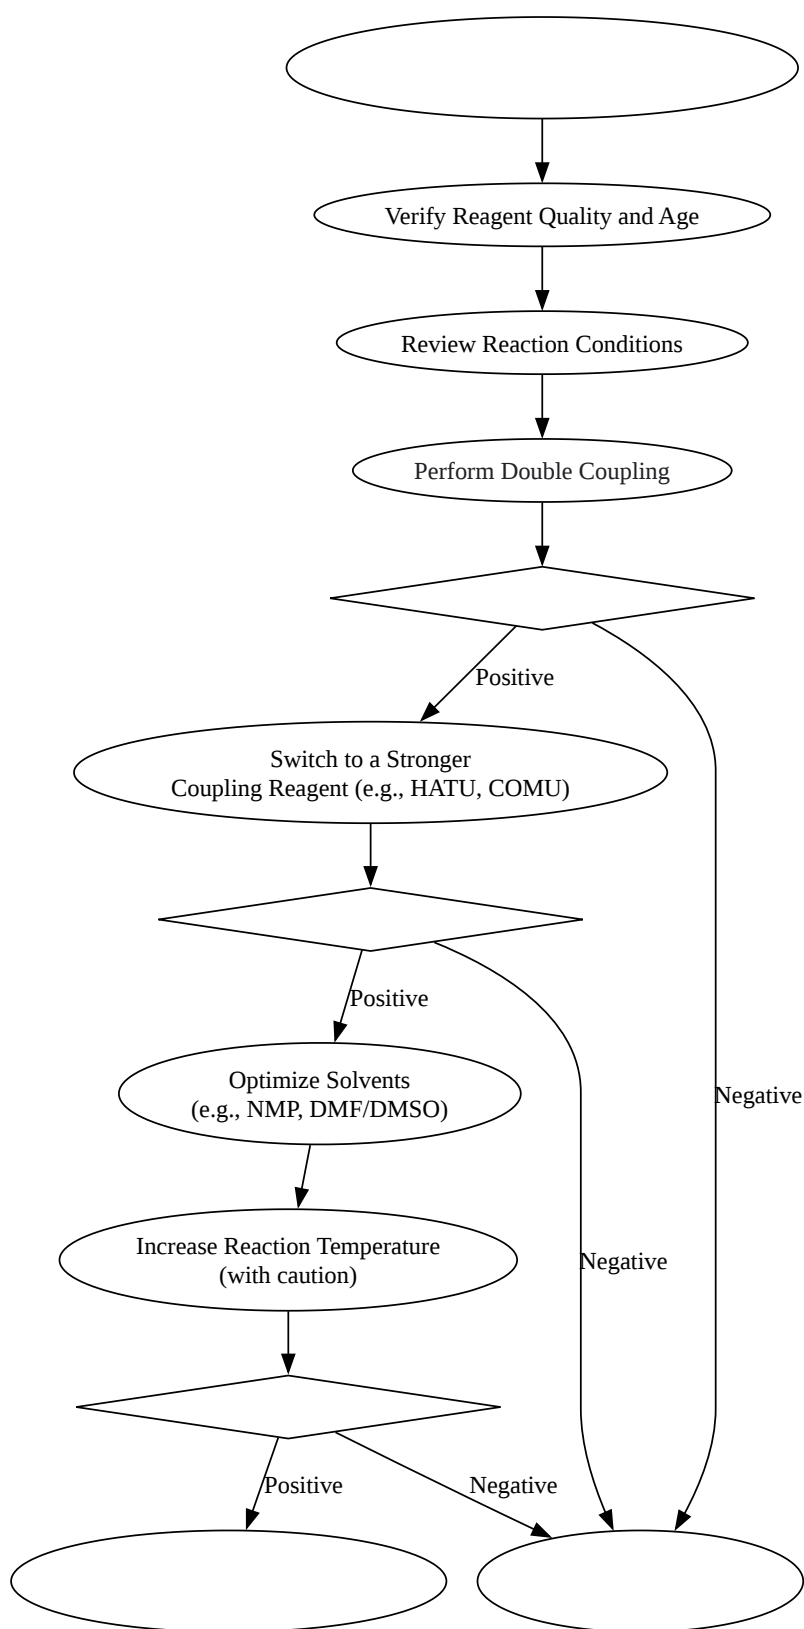 Verify Reagent Quality and Age
Review Reaction Conditions
Perform Double Coupling
Positive
Switch to a Stronger
Coupling Reagent (e.g., HATU, COMU)
Positive
Optimize Solvents
(e.g., NMP, DMF/DMSO)
Negative
Increase Reaction Temperature
(with caution)
Negative
Positive
Negative